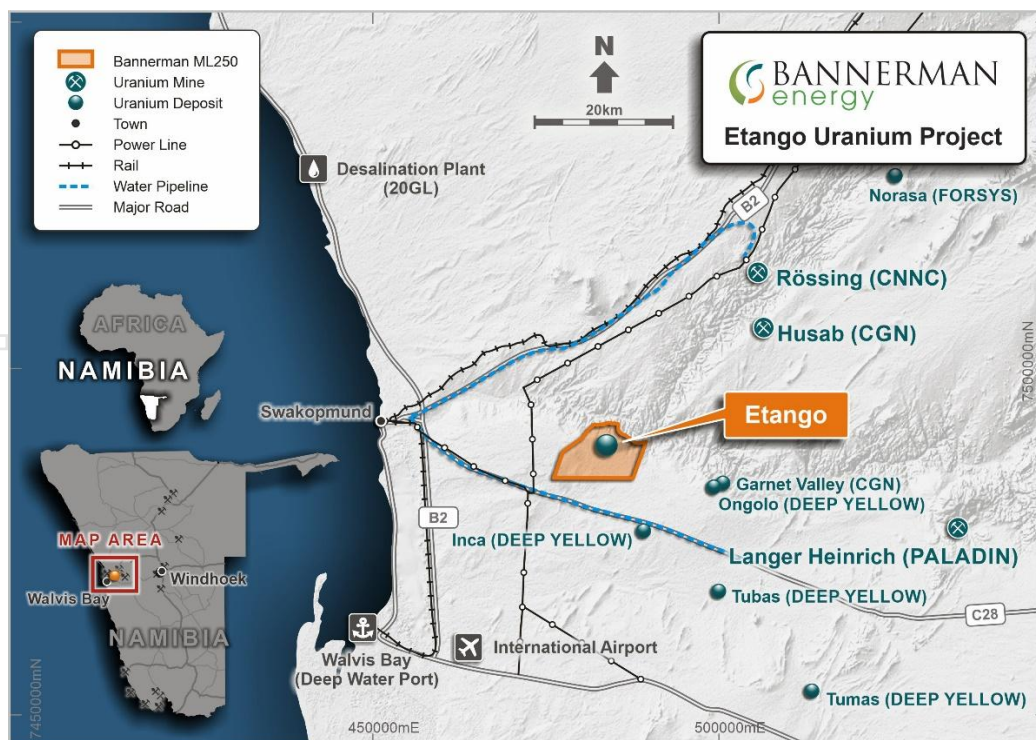 Bannerman ML250
Uranium Mine
Uranium Deposit
Town
Power Line
Rail
Water Pipeline
Major Road
N
20km
BANNERMAN
energy
Etango Uranium Project
Desalination Plant
(20GL)
B2
Norasa (FORSYS)
Rössing (CNNC)
Husab (CGN)
AFRICA
NAMIBIA
Swakopmund
Etango
7500000mN
Garnet Valley (CGN)
Ongolo (DEEP YELLOW)
B2
Inca (DEEP YELLOW)
Langer Heinrich (PALADIN)
MAP AREA
Windhoek
Walvis Bay
NAMIBIA
Tubas (DEEP YELLOW)
C28
Walvis Bay
(Deep Water Port)
International Airport
Tumas (DEEP YELLOW)
7450000mN
450000mE
500000mE